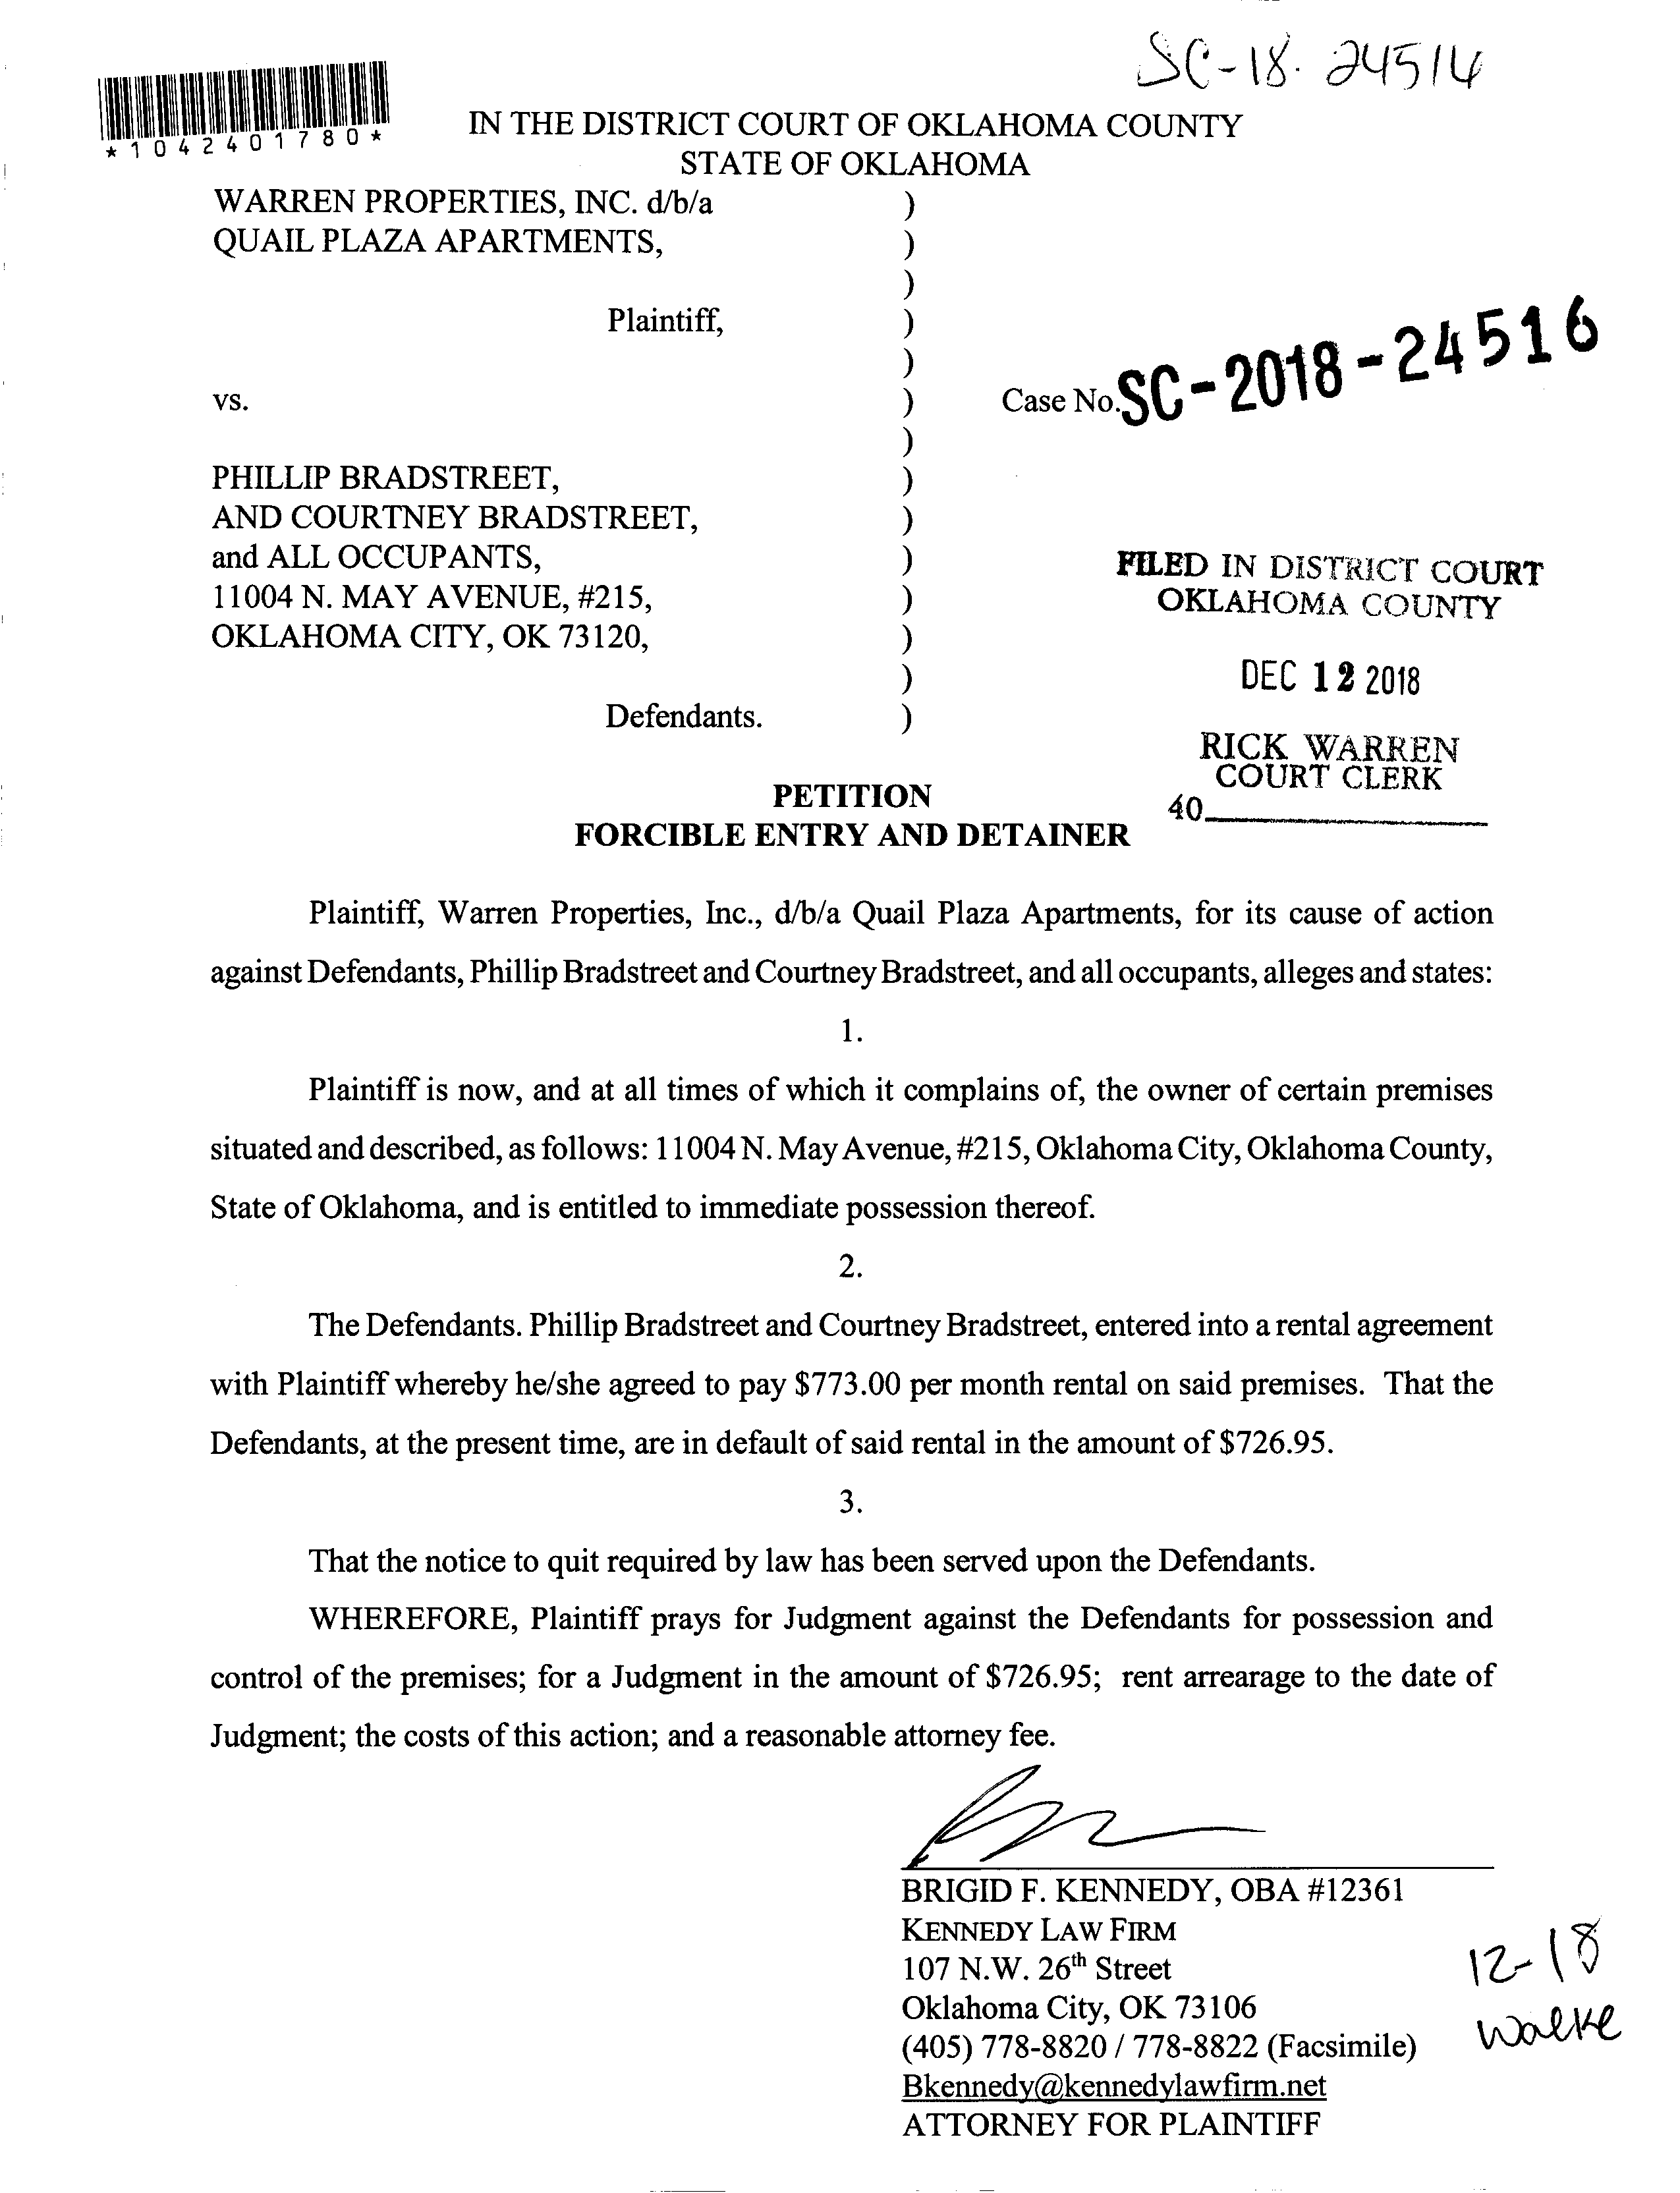 SC-18-24514
*1042401780*
IN THE DISTRICT COURT OF OKLAHOMA COUNTY
STATE OF OKLAHOMA
WARREN PROPERTIES, INC. d/b/a )
QUAIL PLAZA APARTMENTS, )
)
Plaintiff, )
)
vs. ) Case No. SC-2018-24516
)
PHILLIP BRADSTREET, )
AND COURTNEY BRADSTREET, )
and ALL OCCUPANTS, )
11004 N. MAY AVENUE, #215, )
OKLAHOMA CITY, OK 73120, )
)
Defendants. )
FILED IN DISTRICT COURT
OKLAHOMA COUNTY
DEC 12 2018
RICK WARREN
COURT CLERK
40
PETITION
FORCIBLE ENTRY AND DETAINER
Plaintiff, Warren Properties, Inc., d/b/a Quail Plaza Apartments, for its cause of action
against Defendants, Phillip Bradstreet and Courtney Bradstreet, and all occupants, alleges and states:
1.
Plaintiff is now, and at all times of which it complains of, the owner of certain premises
situated and described, as follows: 11004 N. May Avenue, #215, Oklahoma City, Oklahoma County,
State of Oklahoma, and is entitled to immediate possession thereof.
2.
The Defendants. Phillip Bradstreet and Courtney Bradstreet, entered into a rental agreement
with Plaintiff whereby he/she agreed to pay $773.00 per month rental on said premises. That the
Defendants, at the present time, are in default of said rental in the amount of $726.95.
3.
That the notice to quit required by law has been served upon the Defendants.
WHEREFORE, Plaintiff prays for Judgment against the Defendants for possession and
control of the premises; for a Judgment in the amount of $726.95; rent arrearage to the date of
Judgment; the costs of this action; and a reasonable attorney fee.
BRIGID F. KENNEDY, OBA #12361
KENNEDY LAW FIRM
107 N.W. 26th Street
Oklahoma City, OK 73106
(405) 778-8820 / 778-8822 (Facsimile)
Bkennedy@kennedylawfirm.net
ATTORNEY FOR PLAINTIFF
12-18
Walke